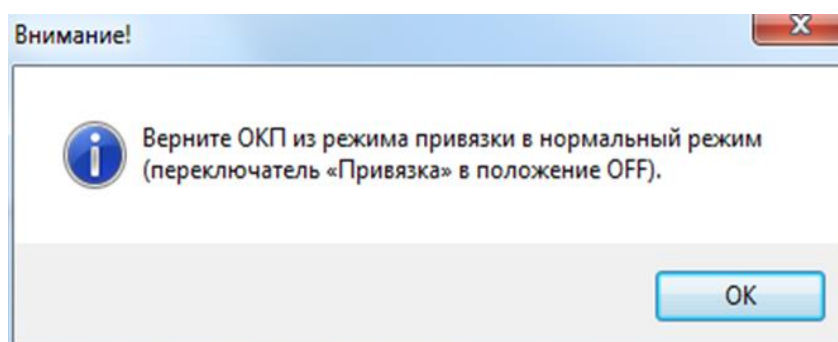 Внимание!
Верните ОКП из режима привязки в нормальный режим
(переключатель «Привязка» в положение OFF).
OK